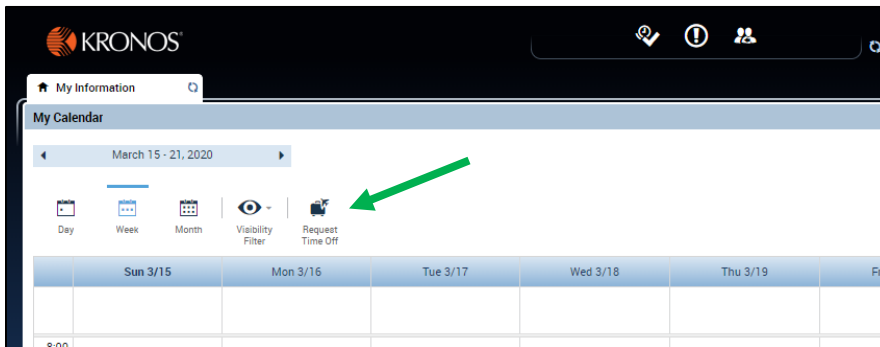 KRONOS
My Information
My Calendar
March 15 - 21, 2020
Day
Week
Month
Visibility
Filter
Request
Time Off
Sun 3/15
Mon 3/16
Tue 3/17
Wed 3/18
Thu 3/19
8:00